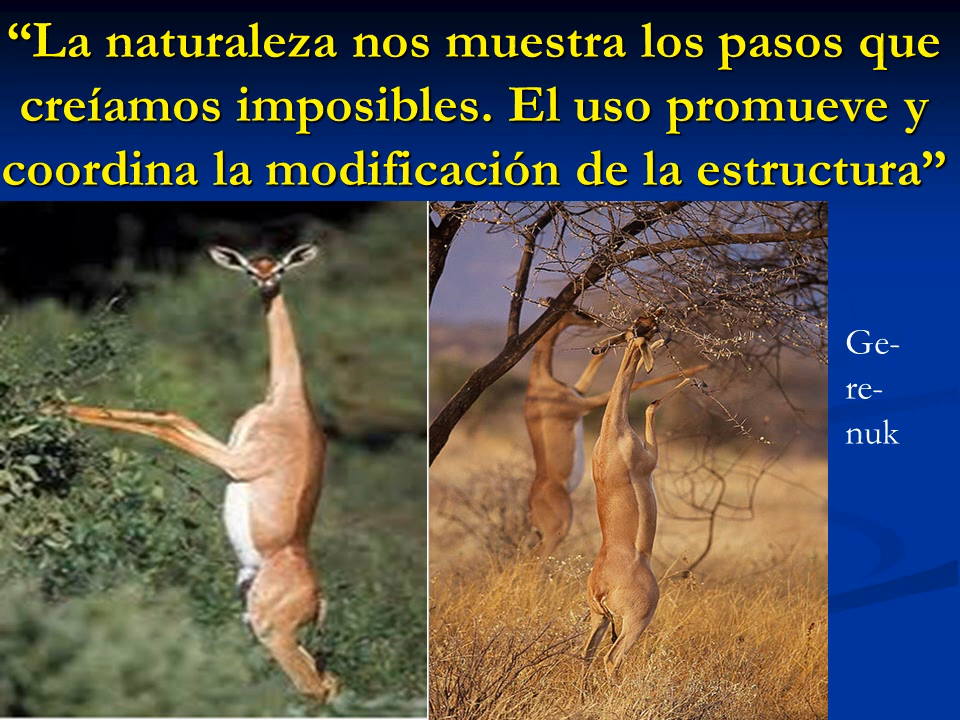 “La naturaleza nos muestra los pasos que
creíamos imposibles. El uso promueve y
coordina la modificación de la estructura”
Ge-
re-
nuk